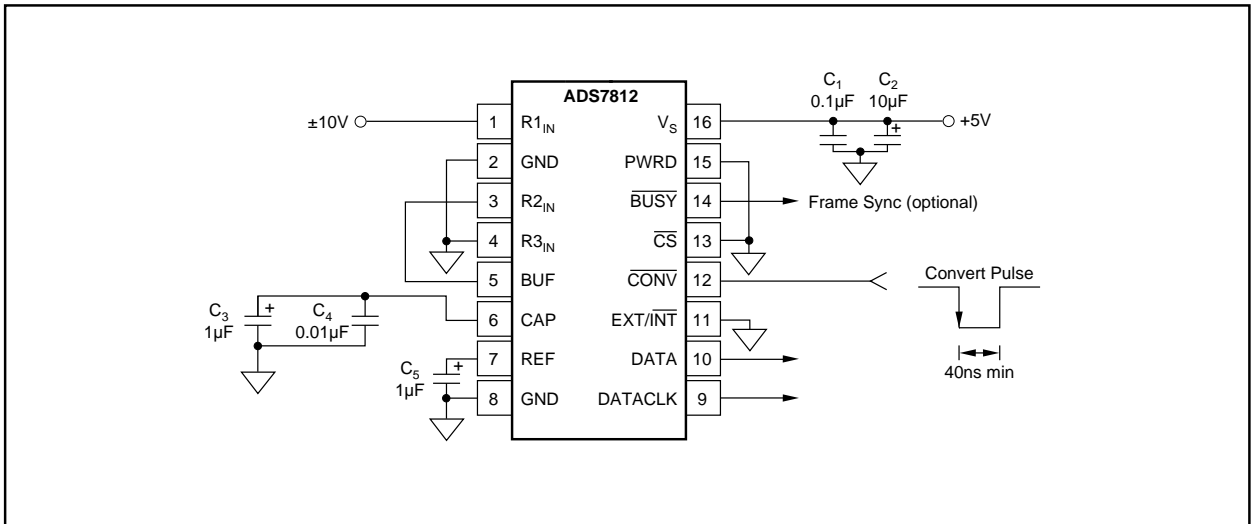 ADS7812
±10V
1 R1IN
2 GND
3 R2IN
4 R3IN
5 BUF
6 CAP
7 REF
8 GND
VS 16
PWRD 15
BUSY 14
CS 13
CONV 12
EXT/INT 11
DATA 10
DATACLK 9
C1
0.1µF
C2
10µF
+
+5V
Frame Sync (optional)
Convert Pulse
40ns min
C3
1µF
+
C4
0.01µF
C5
1µF
+